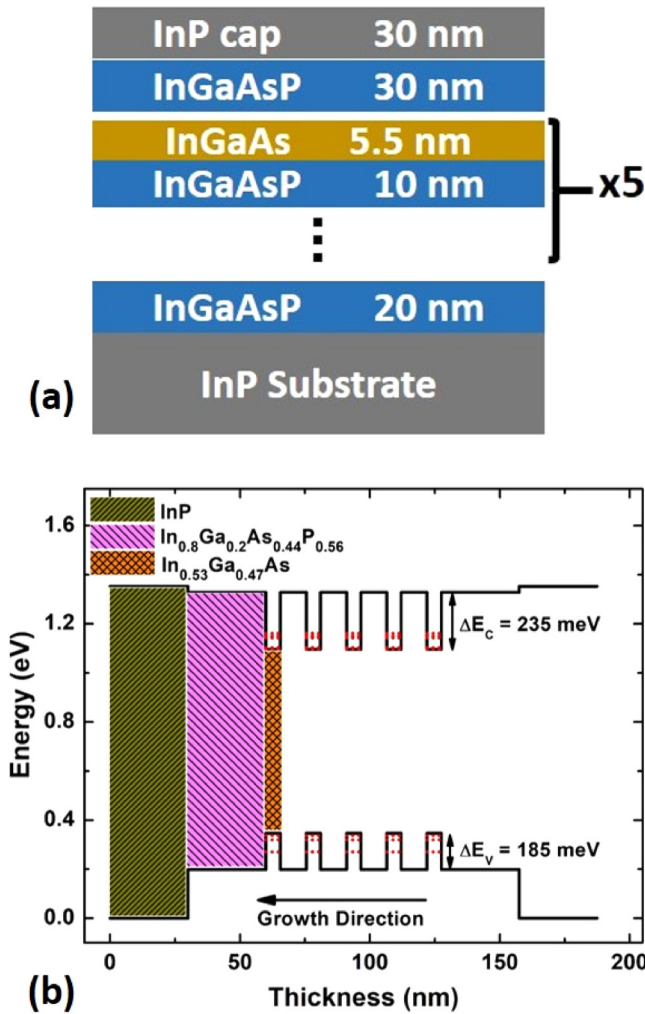 InP cap 30 nm
InGaAsP 30 nm
InGaAs 5.5 nm
InGaAsP 10 nm
x5
InGaAsP 20 nm
InP Substrate
(a)
InP
In0.8Ga0.2As0.44P0.56
In0.53Ga0.47As
1.6
1.2
0.8
0.4
0.0
Energy (eV)
ΔEC = 235 meV
ΔEV = 185 meV
Growth Direction
0 50 100 150 200
Thickness (nm)
(b)